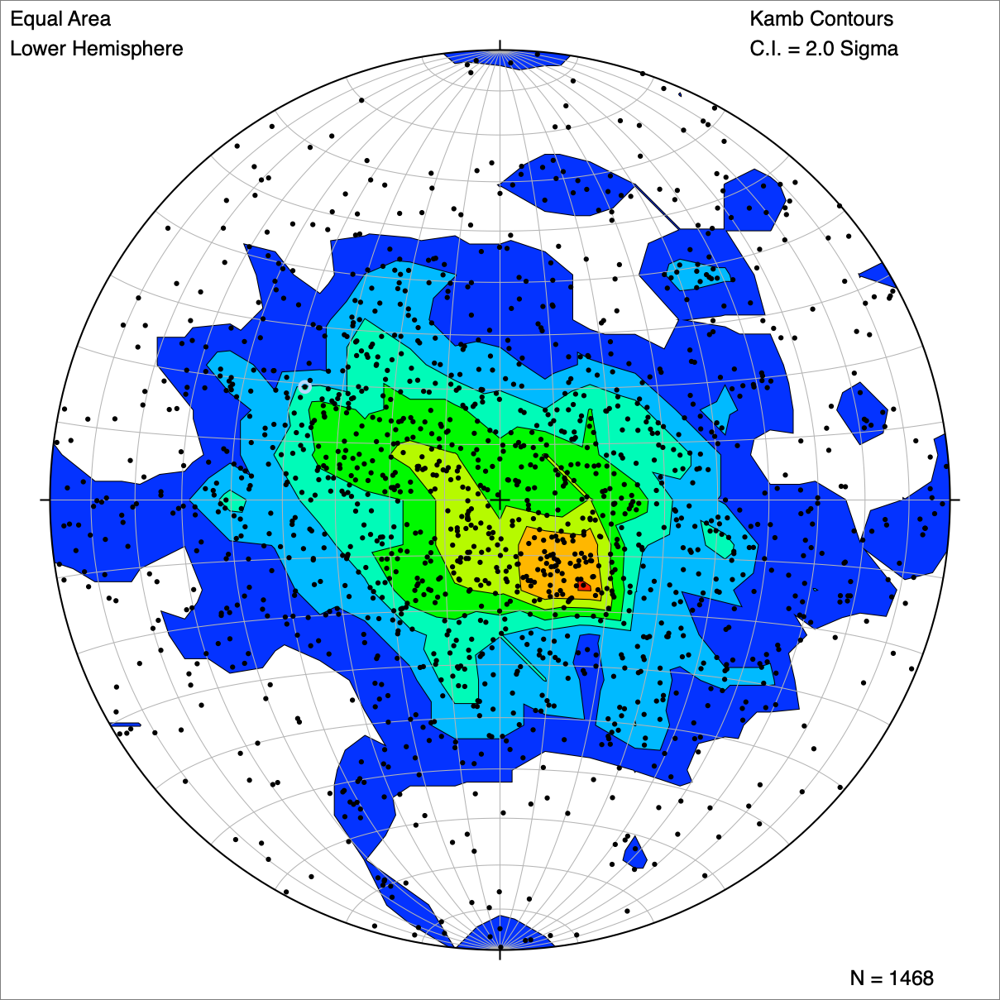 Equal Area
Lower Hemisphere
Kamb Contours
C.I. = 2.0 Sigma
N = 1468